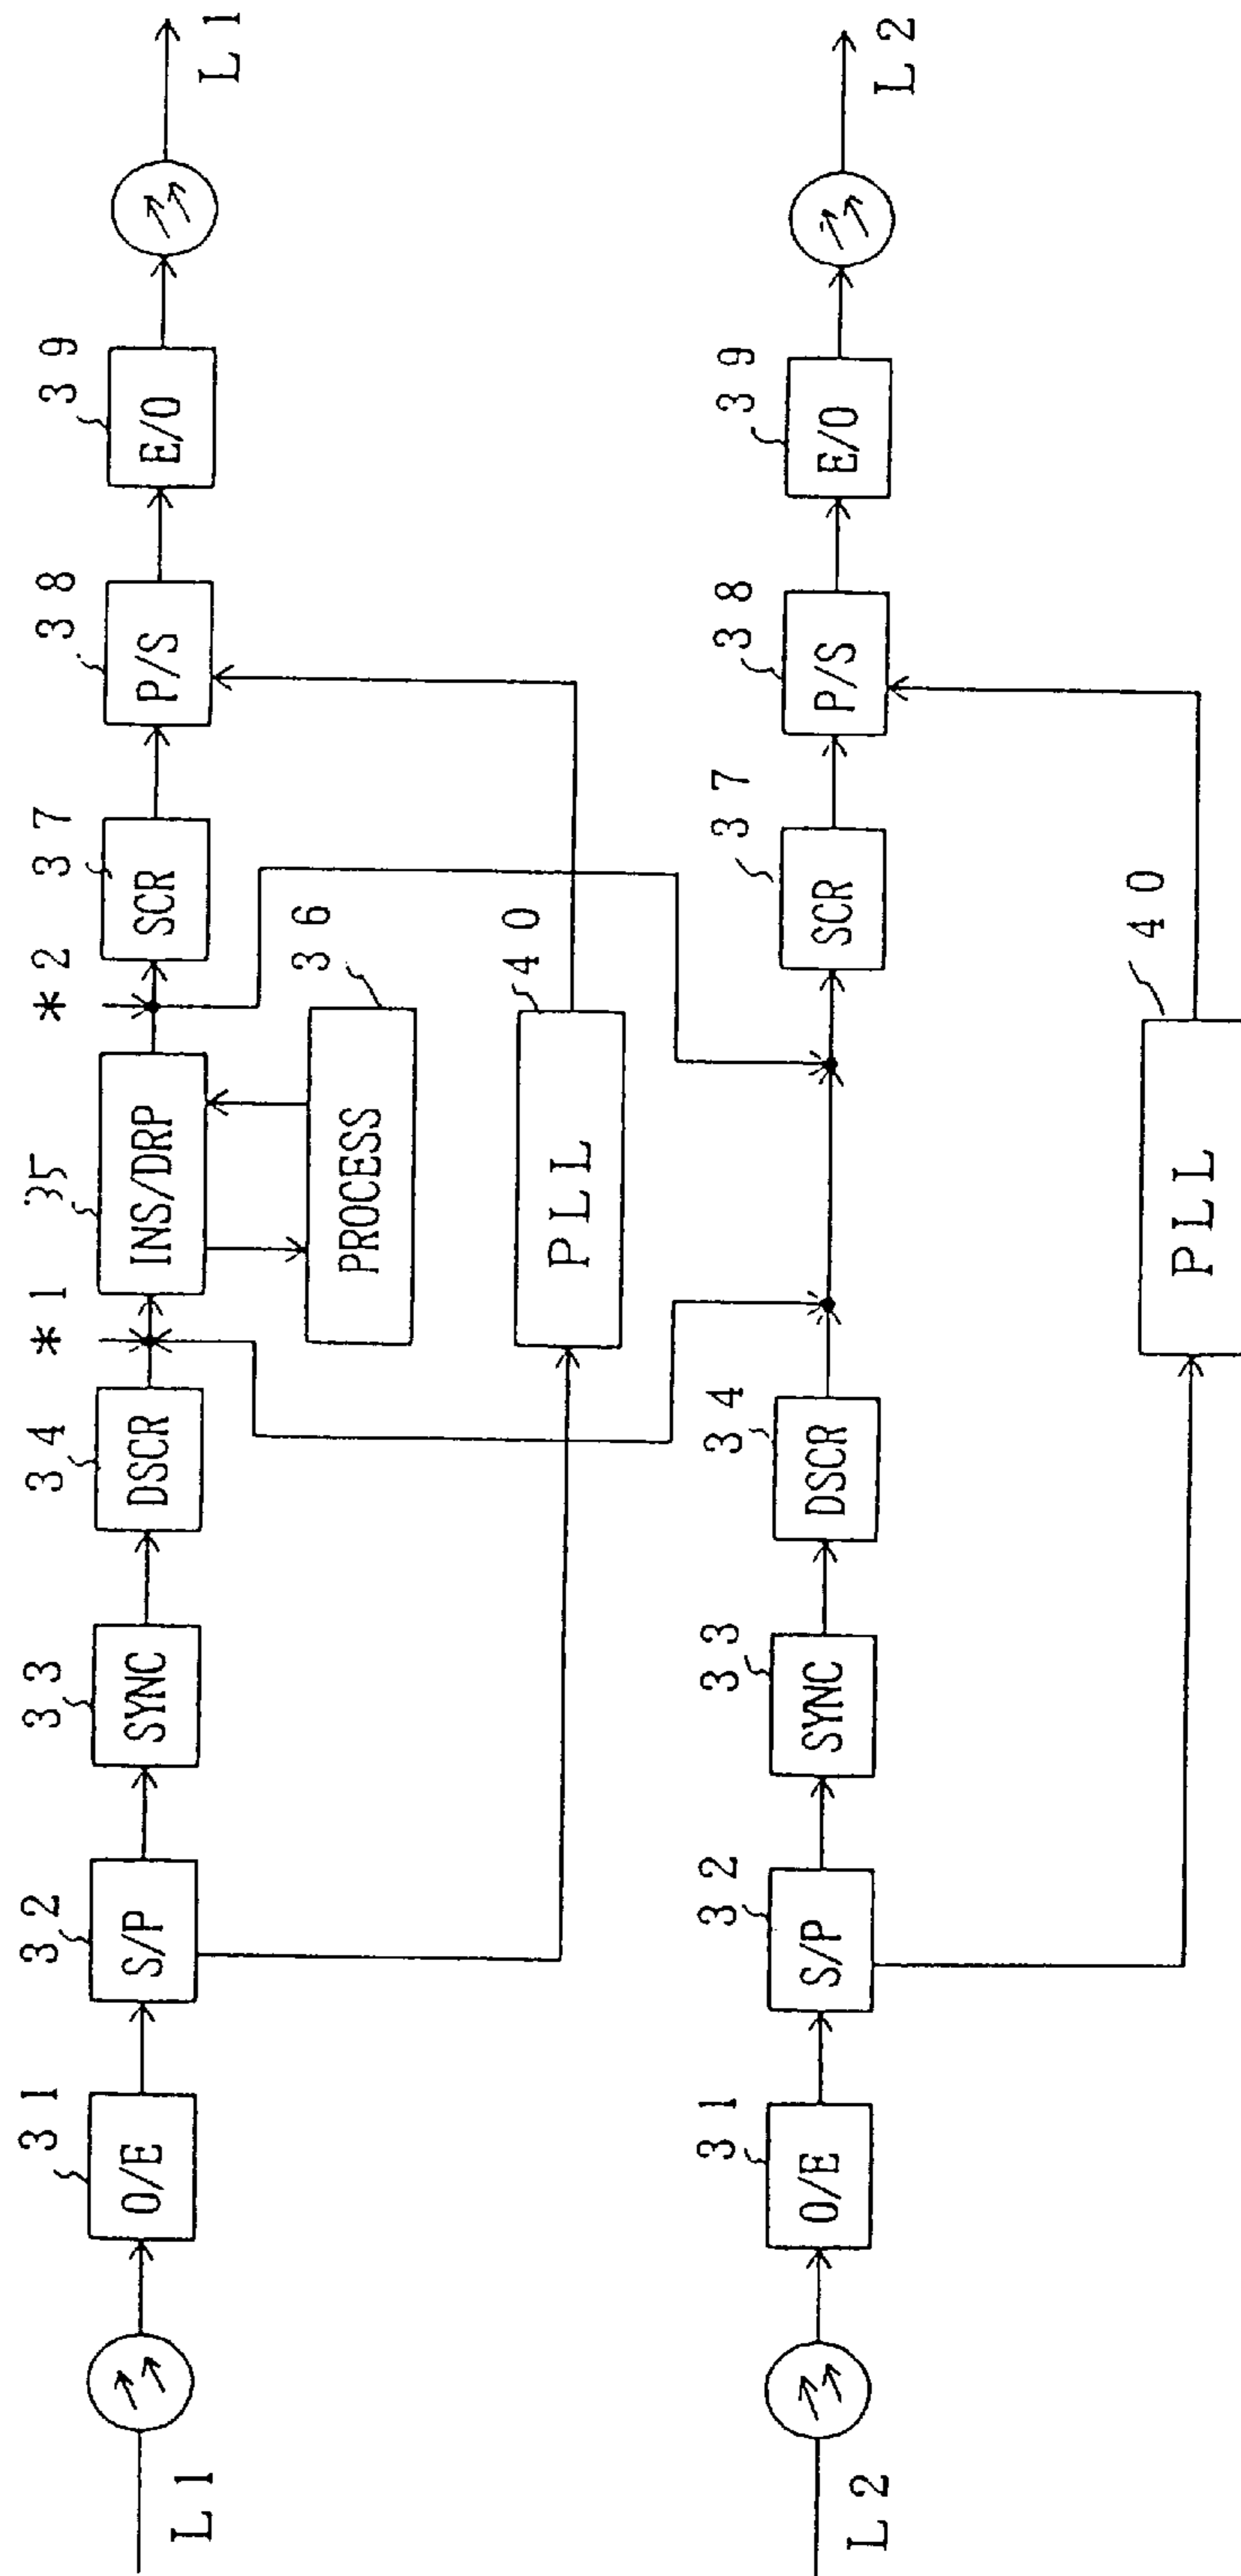 L1
31
O/E
32
S/P
33
SYNC
34
DSCR
*1
35
INS/DRP
*2
37
SCR
38
P/S
39
E/O
L1
36
PROCESS
40
PLL
L2
31
O/E
32
S/P
33
SYNC
34
DSCR
37
SCR
38
P/S
39
E/O
L2
40
PLL